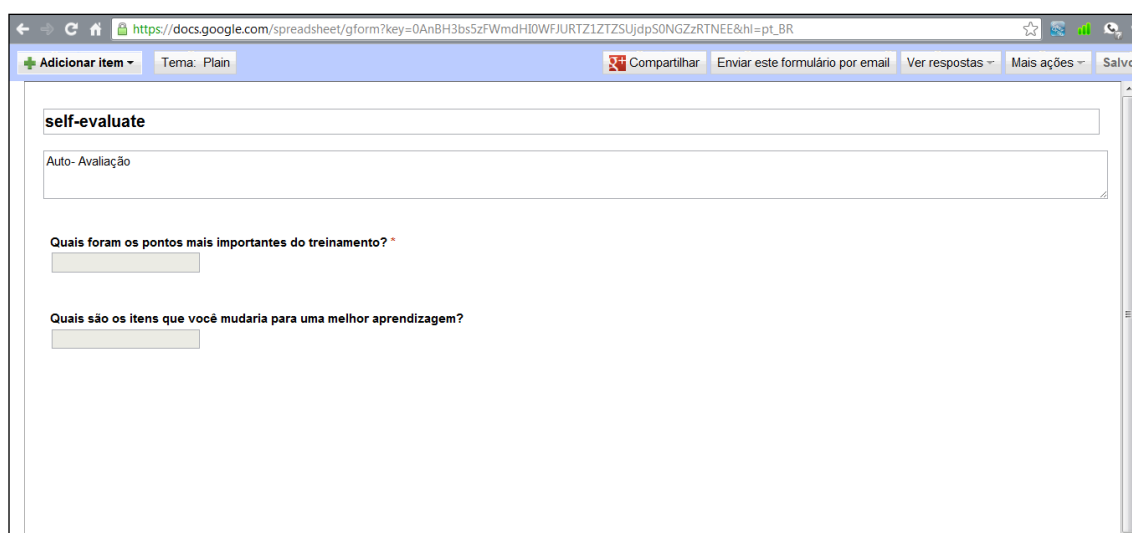 https://docs.google.com/spreadsheet/gform?key=0AnBH3bs5zFWmdHI0WFJURTZ1ZTZSUjdpS0NGZzRTNEE&hl=pt_BR
Adicionar item Tema: Plain Compartilhar Enviar este formulário por email Ver respostas Mais ações Salvo
self-evaluate
Auto- Avaliação
Quais foram os pontos mais importantes do treinamento? *
Quais são os itens que você mudaria para uma melhor aprendizagem?